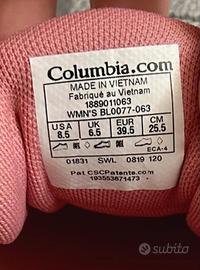 Columbia.com
MADE IN VIETNAM
Fabriqué au Vietnam
1889011063
WMN'S BL0077-063
USA UK EUR CM
8.5 6.5 39.5 25.5
ECA-4
01831 SWL 0819 120
Pat CSCPatents.com
193553671473
subito